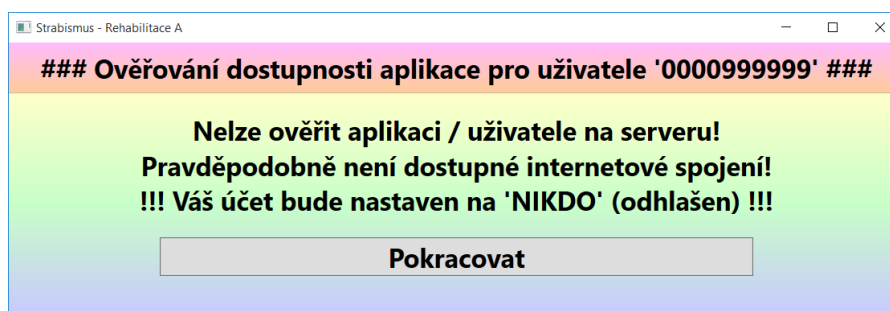 Strabismus - Rehabilitace A
### Ověřování dostupnosti aplikace pro uživatele '0000999999' ###
Nelze ověřit aplikaci / uživatele na serveru!
Pravděpodobně není dostupné internetové spojení!
!!! Váš účet bude nastaven na 'NIKDO' (odhlašen) !!!
Pokracovat